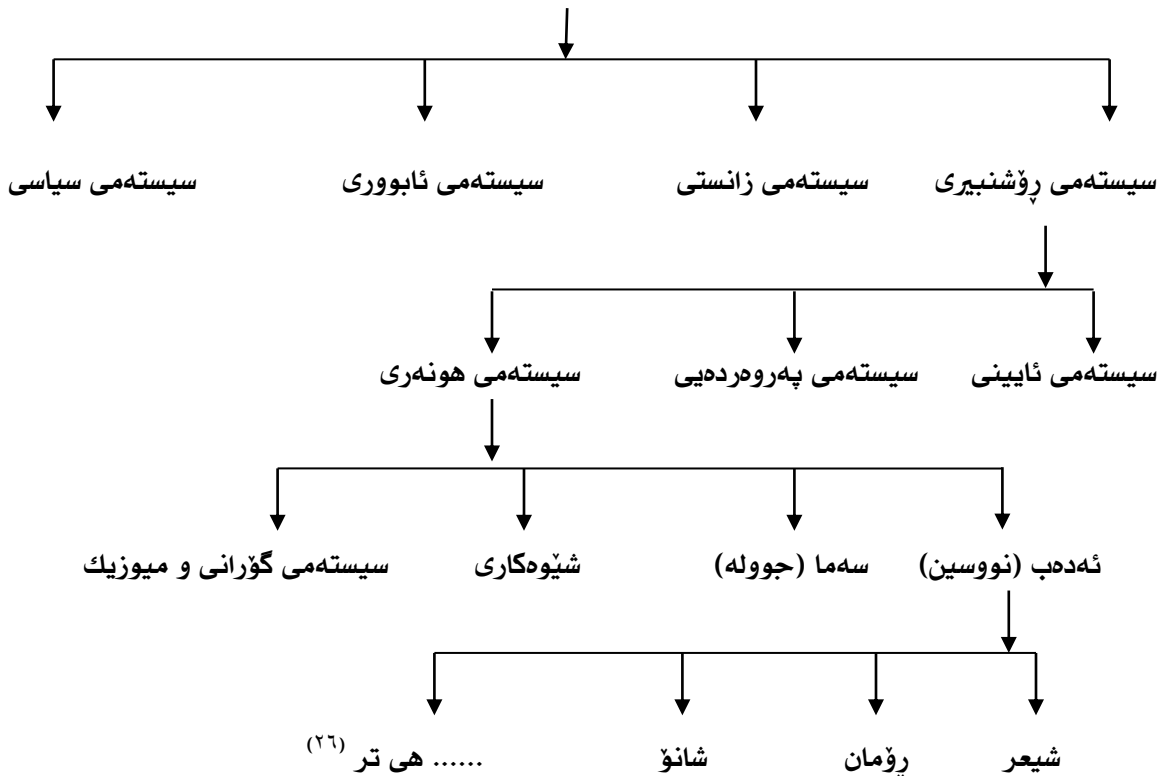 سیستەمی ڕۆشنبیری سیستەمی زانستی سیستەمی ئابووری سیستەمی سیاسی
سیستەمی ئایینی سیستەمی پەروەردەیی سیستەمی هونەری
ئەدەب (نووسین) سەما (جوولە) شێوەکاری سیستەمی گۆرانی و میوزیك
شیعر ڕۆمان شانۆ ...... هی تر (٢٦)